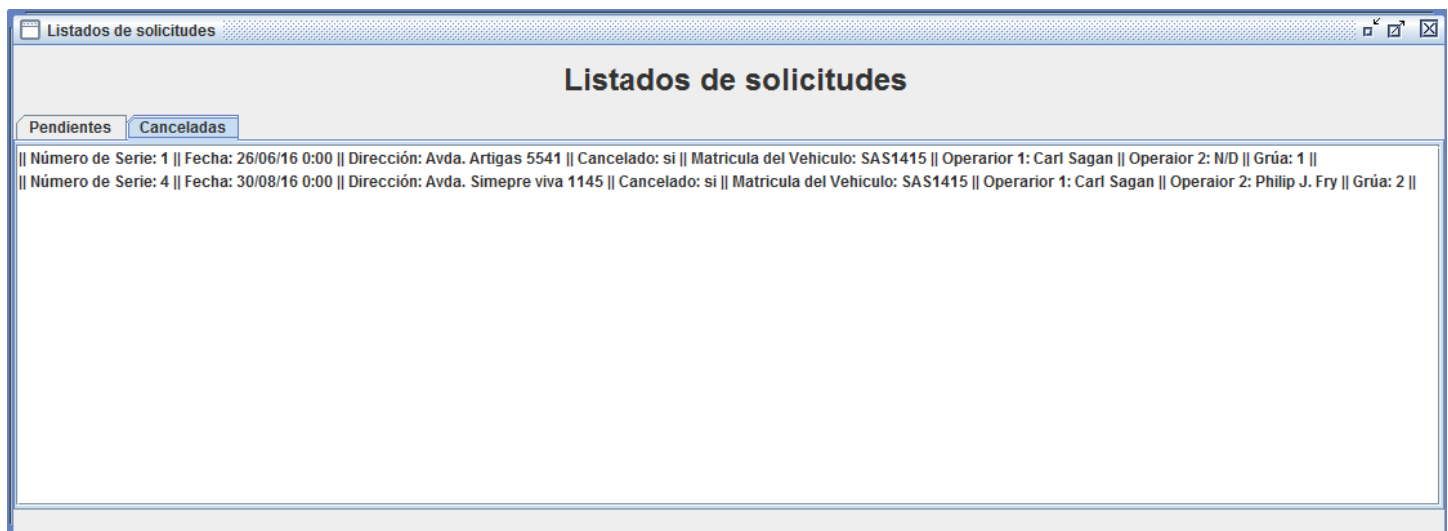 Listados de solicitudes
Listados de solicitudes
Pendientes Canceladas
|| Número de Serie: 1 || Fecha: 26/06/16 0:00 || Dirección: Avda. Artigas 5541 || Cancelado: si || Matricula del Vehiculo: SAS1415 || Operarior 1: Carl Sagan || Operaior 2: N/D || Grúa: 1 ||
|| Número de Serie: 4 || Fecha: 30/08/16 0:00 || Dirección: Avda. Simepre viva 1145 || Cancelado: si || Matricula del Vehiculo: SAS1415 || Operarior 1: Carl Sagan || Operaior 2: Philip J. Fry || Grúa: 2 ||